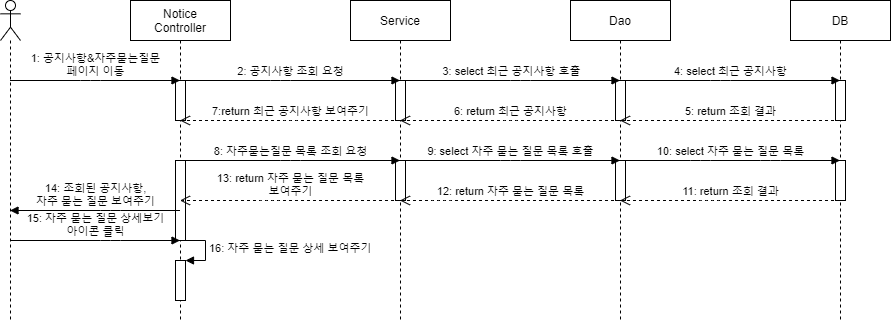 Notice
Controller
Service
Dao
DB
1: 공지사항&자주묻는질문
페이지 이동
2: 공지사항 조회 요청
3: select 최근 공지사항 호출
4: select 최근 공지사항
7:return 최근 공지사항 보여주기
6: return 최근 공지사항
5: return 조회 결과
8: 자주묻는질문 목록 조회 요청
9: select 자주 묻는 질문 목록 호출
10: select 자주 묻는 질문 목록
13: return 자주 묻는 질문 목록
보여주기
12: return 자주 묻는 질문 목록
11: return 조회 결과
14: 조회된 공지사항,
자주 묻는 질문 보여주기
15: 자주 묻는 질문 상세보기
아이콘 클릭
16: 자주 묻는 질문 상세 보여주기